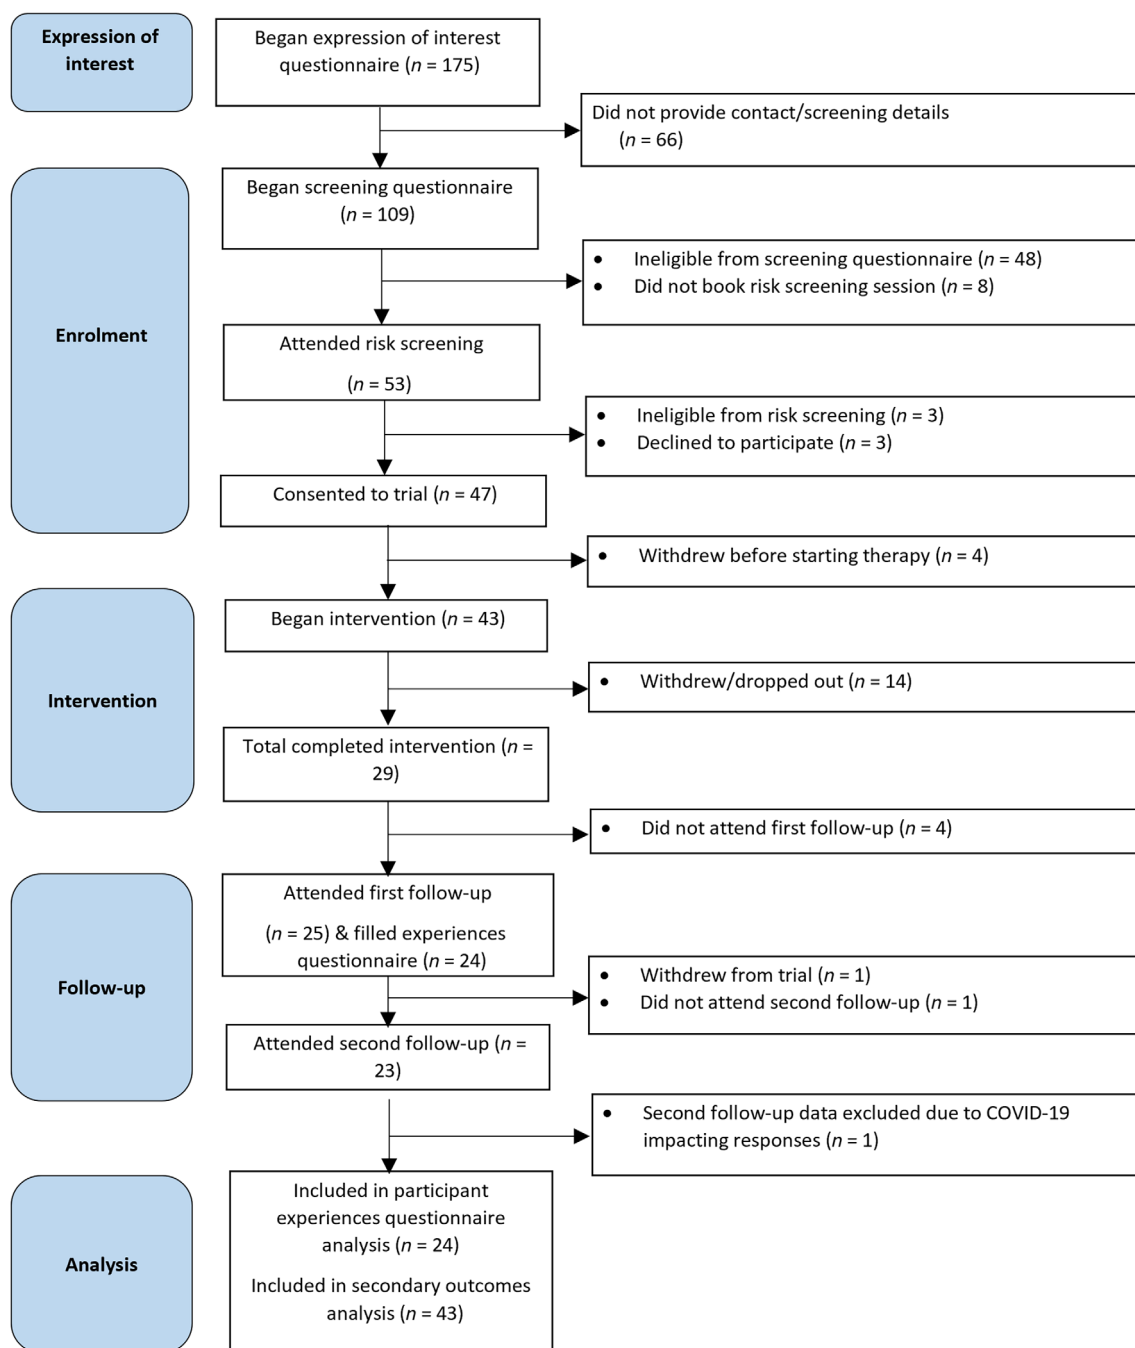 Expression of
interest
Began expression of interest
questionnaire (n = 175)
Did not provide contact/screening details
(n = 66)
Enrolment
Began screening questionnaire
(n = 109)
• Ineligible from screening questionnaire (n = 48)
• Did not book risk screening session (n = 8)
Attended risk screening
(n = 53)
• Ineligible from risk screening (n = 3)
• Declined to participate (n = 3)
Consented to trial (n = 47)
• Withdrew before starting therapy (n = 4)
Intervention
Began intervention (n = 43)
• Withdrew/dropped out (n = 14)
Total completed intervention (n =
29)
• Did not attend first follow-up (n = 4)
Follow-up
Attended first follow-up
(n = 25) & filled experiences
questionnaire (n = 24)
• Withdrew from trial (n = 1)
• Did not attend second follow-up (n = 1)
Attended second follow-up (n =
23)
• Second follow-up data excluded due to COVID-19
impacting responses (n = 1)
Analysis
Included in participant
experiences questionnaire
analysis (n = 24)
Included in secondary outcomes
analysis (n = 43)